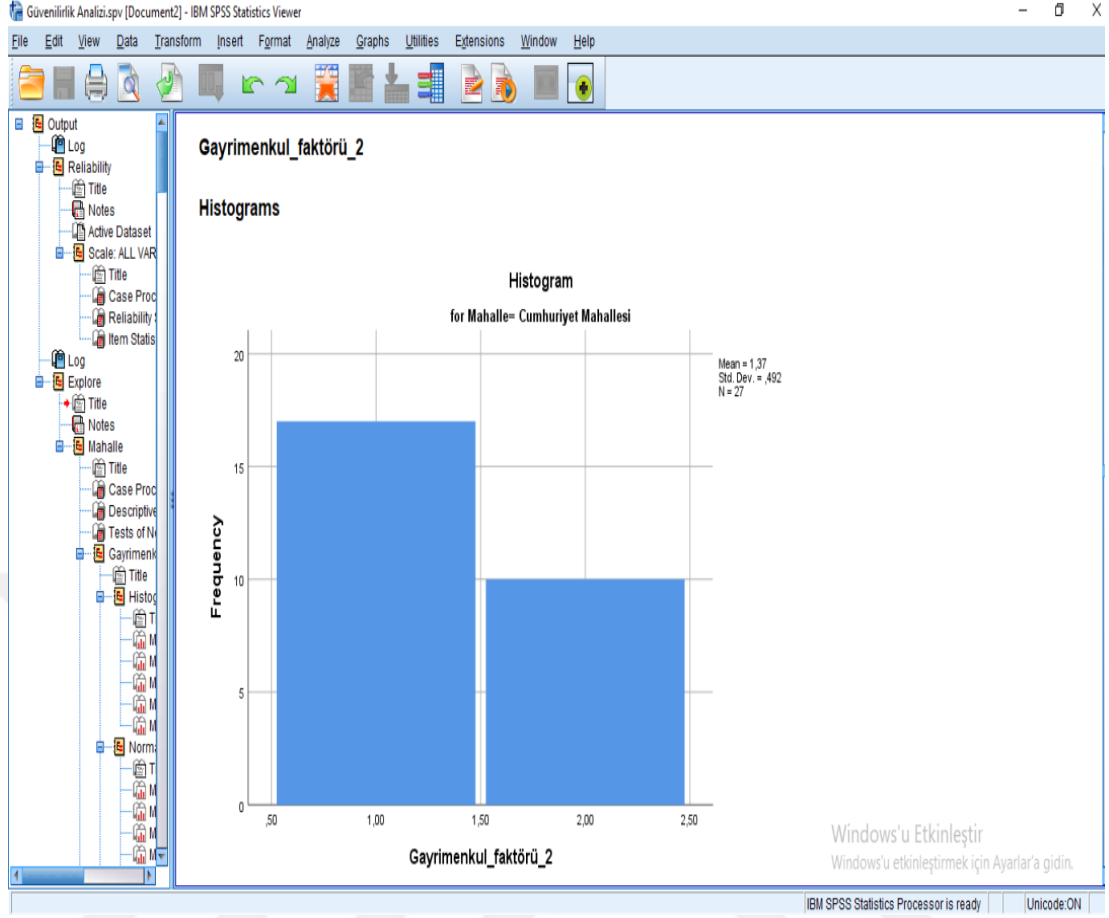 Güvenilirlik Analizi.spv [Document2] - IBM SPSS Statistics Viewer
File Edit View Data Transform Insert Format Analyze Graphs Utilities Extensions Window Help
Output
Log
Reliability
Title
Notes
Active Dataset
Scale: ALL VAR
Title
Case Proc
Reliability
Item Statis
Log
Explore
Title
Notes
Mahalle
Title
Case Proc
Descriptive
Tests of N
Gayrimenk
Title
Histog
T
M
M
M
M
M
Norma
T
M
M
M
M
Gayrimenkul_faktörü_2
Histograms
Histogram
for Mahalle= Cumhuriyet Mahallesi
Mean = 1,37
Std. Dev. = ,492
N = 27
Frequency
20
15
10
5
0
,50 1,00 1,50 2,00 2,50
Gayrimenkul_faktörü_2
Windows'u Etkinleştir
Windows'u etkinleştirmek için Ayarlar'a gidin.
IBM SPSS Statistics Processor is ready Unicode:ON